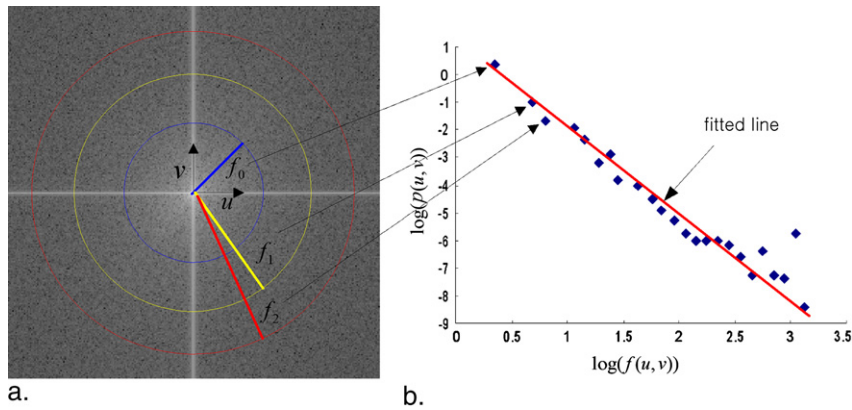 v
f₀
u
f₁
f₂
a.
1
0
-1
-2
-3
-4
-5
-6
-7
-8
-9
log(p(u,v))
fitted line
0 0.5 1 1.5 2 2.5 3 3.5
log(f(u,v))
b.